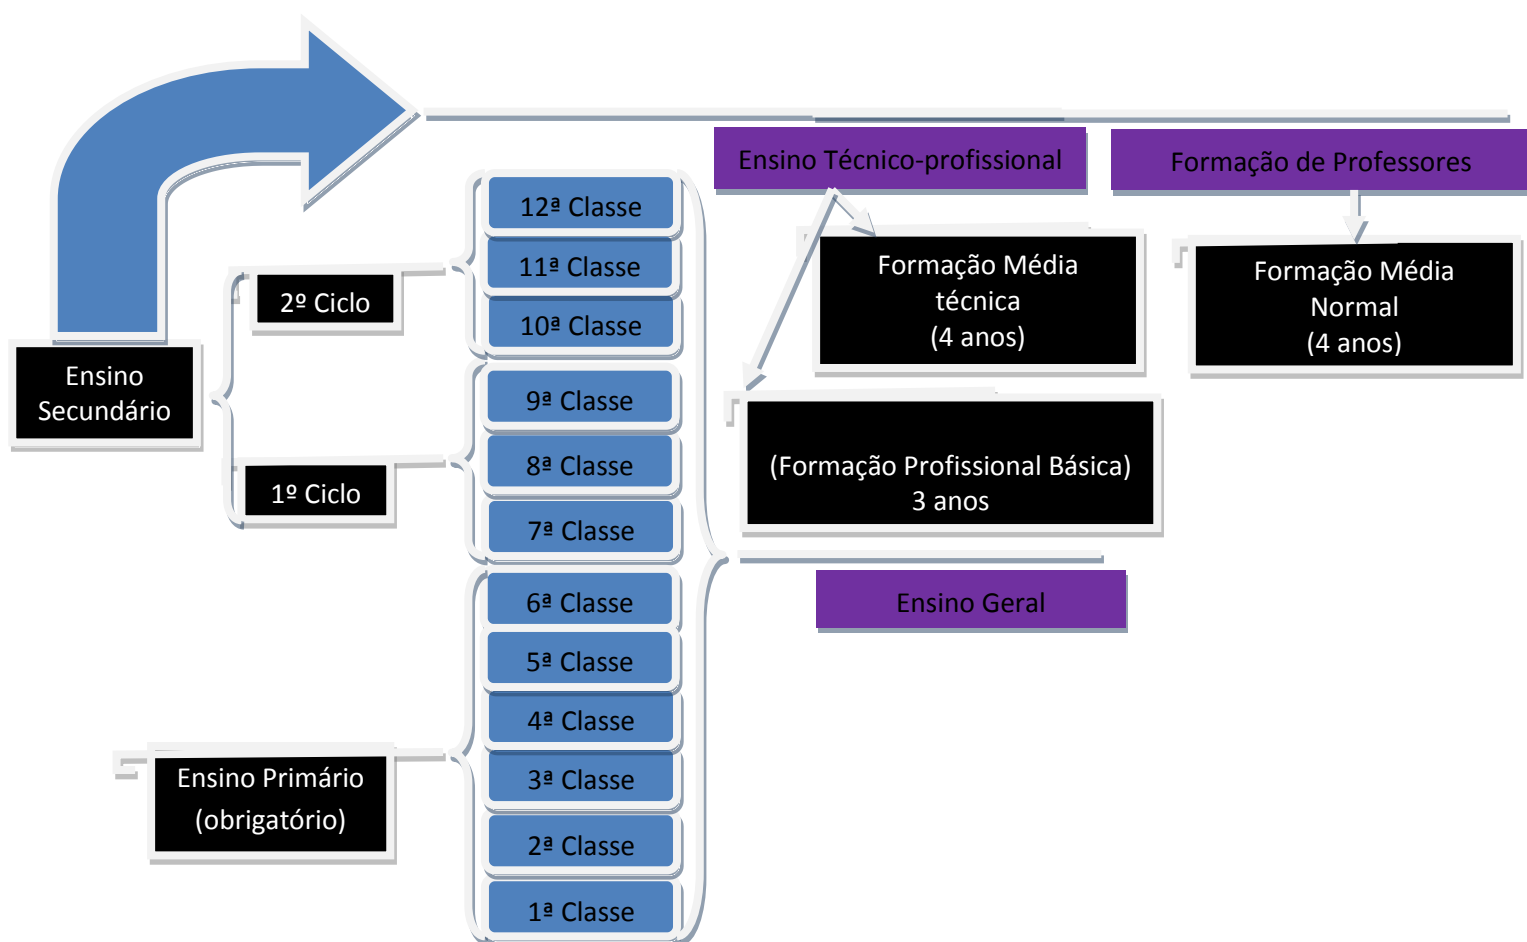 Ensino Técnico-profissional
Formação de Professores
12ª Classe
11ª Classe
10ª Classe
2º Ciclo
Formação Média
técnica
(4 anos)
Formação Média
Normal
(4 anos)
Ensino
Secundário
9ª Classe
8ª Classe
7ª Classe
1º Ciclo
(Formação Profissional Básica)
3 anos
6ª Classe
5ª Classe
4ª Classe
3ª Classe
2ª Classe
1ª Classe
Ensino Geral
Ensino Primário
(obrigatório)